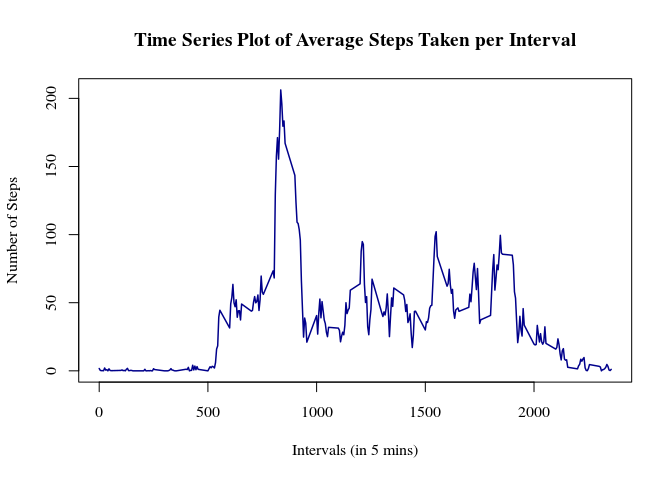 Time Series Plot of Average Steps Taken per Interval
Number of Steps
200
150
100
50
0
0 500 1000 1500 2000
Intervals (in 5 mins)